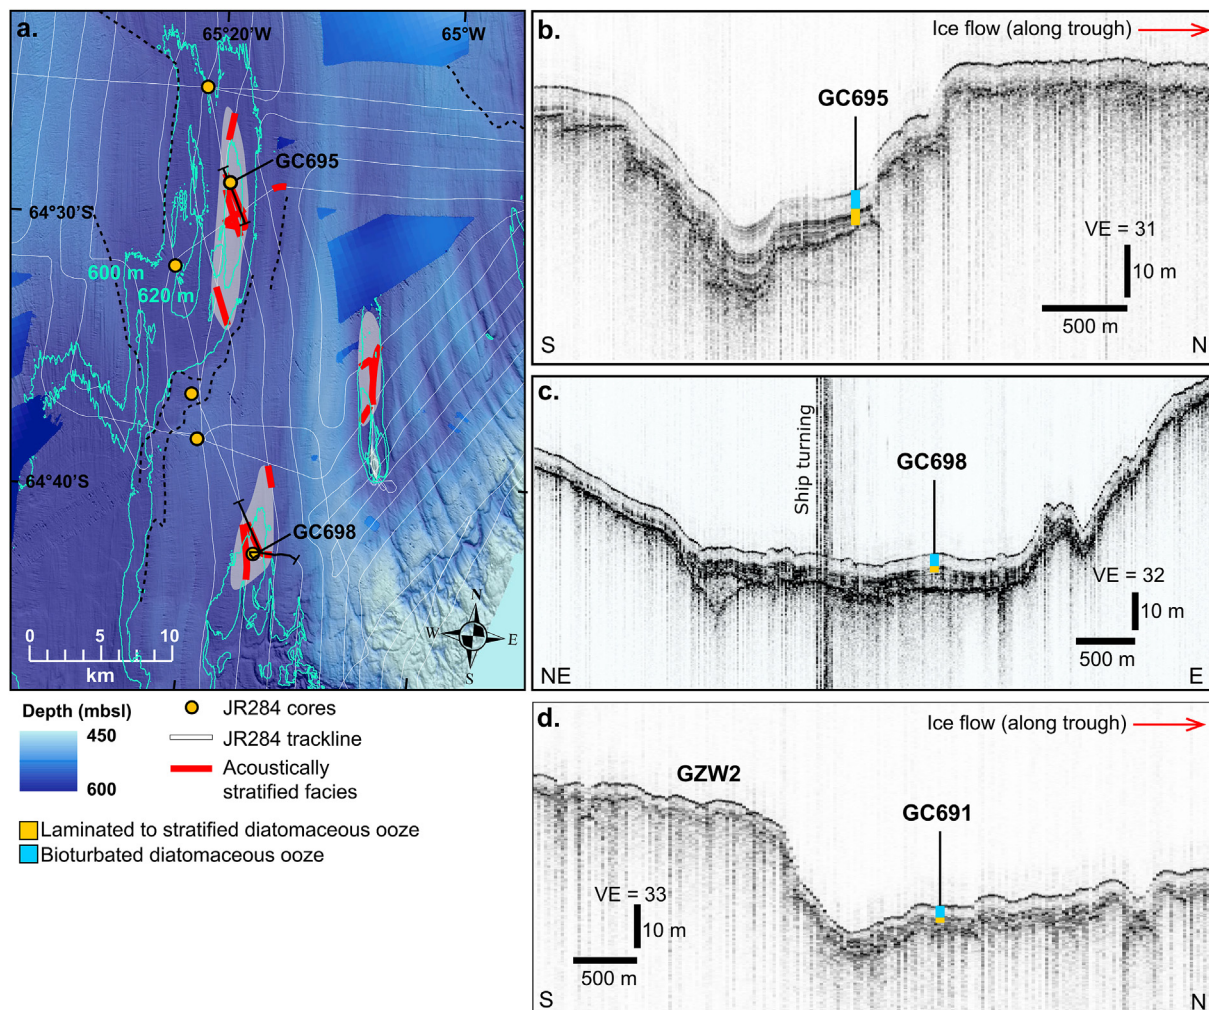 a.
65°20'W
65°W
GC695
64°30'S
600 m
620 m
64°40'S
GC698
0 5 10
km
N
W E
S
Depth (mbsl)
450
600
JR284 cores
JR284 trackline
Acoustically
stratified facies
Laminated to stratified diatomaceous ooze
Bioturbated diatomaceous ooze
b.
Ice flow (along trough)
GC695
VE = 31
10 m
500 m
S N
c.
Ship turning
GC698
VE = 32
10 m
500 m
NE E
d.
Ice flow (along trough)
GZW2
GC691
VE = 33
10 m
500 m
S N